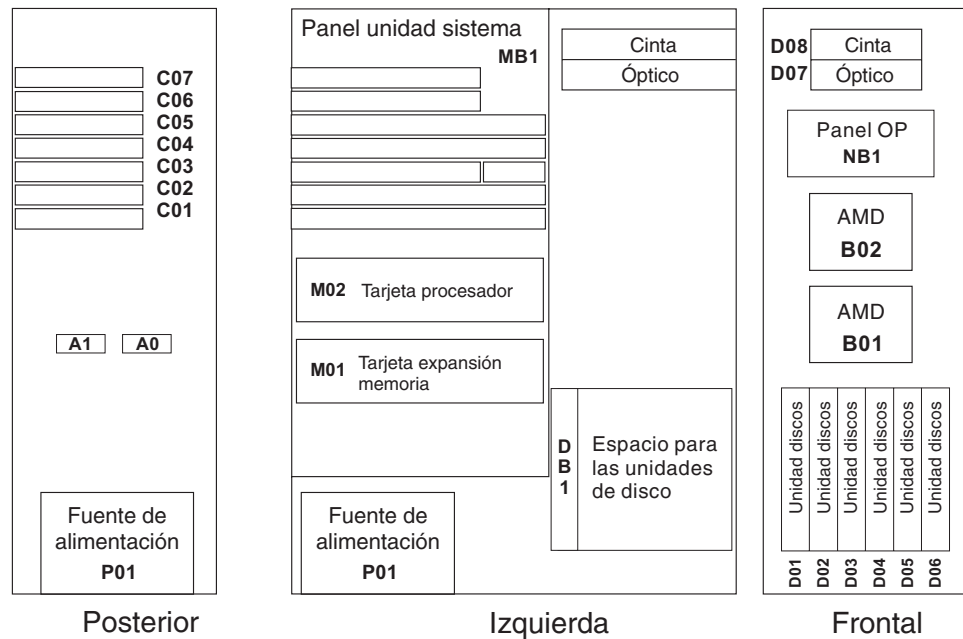 C07
C06
C05
C04
C03
C02
C01
A1 A0
Fuente de
alimentación
P01
Posterior
Panel unidad sistema
MB1
Cinta
Óptico
M02 Tarjeta procesador
M01 Tarjeta expansión
memoria
D
B
1
Espacio para
las unidades
de disco
Fuente de
alimentación
P01
Izquierda
D08 Cinta
D07 Óptico
Panel OP
NB1
AMD
B02
AMD
B01
Unidad discos
Unidad discos
Unidad discos
Unidad discos
Unidad discos
Unidad discos
D01
D02
D03
D04
D05
D06
Frontal